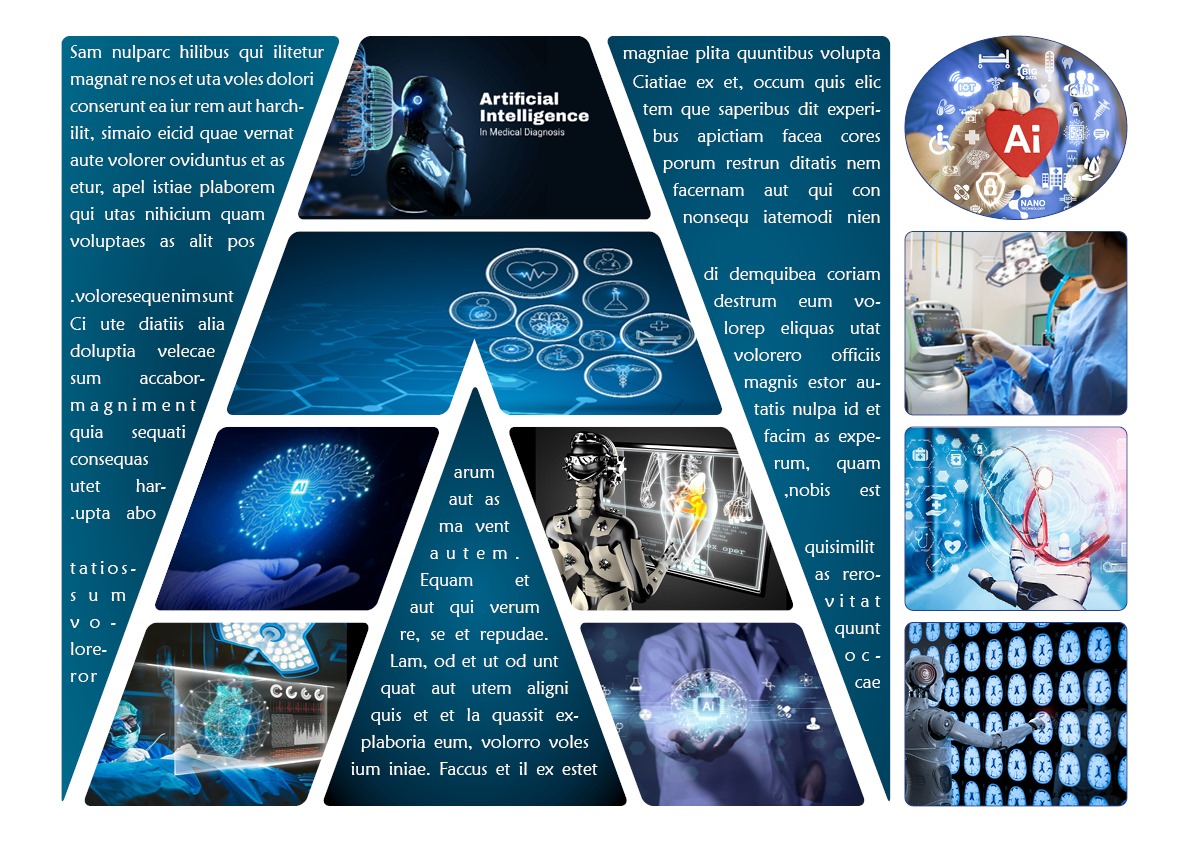 Sam nulparc hilibus qui ilitetur
magnat re nos et uta voles dolori
conserunt ea iur rem aut harch-
ilit, simaio eicid quae vernat
aute volorer oviduntus et as
etur, apel istiae plaborem
qui utas nihicium quam
voluptaes as alit pos
.voloresequenimsunt
Ci ute diatiis alia
doluptia velecae
sum accabor-
magniment
quia sequati
consequas
utet har-
.upta abo
tatios-
sum
vo-
lore-
ror
Artificial
Intelligence
In Medical Diagnosis
AI
arum
aut as
ma vent
autem.
Equam et
aut qui verum
re, se et repudae.
Lam, od et ut od unt
quat aut utem aligni
quis et et la quassit ex-
plaboria eum, volorro voles
ium iniae. Faccus et il ex estet
ex oper
Ai
magniae plita quuntibus volupta
Ciatiae ex et, occum quis elic
tem que saperibus dit experi-
bus apictiam facea cores
porum restrun ditatis nem
facernam aut qui con
nonsequ iatemodi nien
di demquibea coriam
destrum eum vo-
lorep eliquas utat
volorero officiis
magnis estor au-
tatis nulpa id et
facim as expe-
rum, quam
,nobis est
quisimilit
as rero-
vitat
quunt
oc-
cae
BIG
DATA
IOT
Ai
NANO
TECHNOLOGY